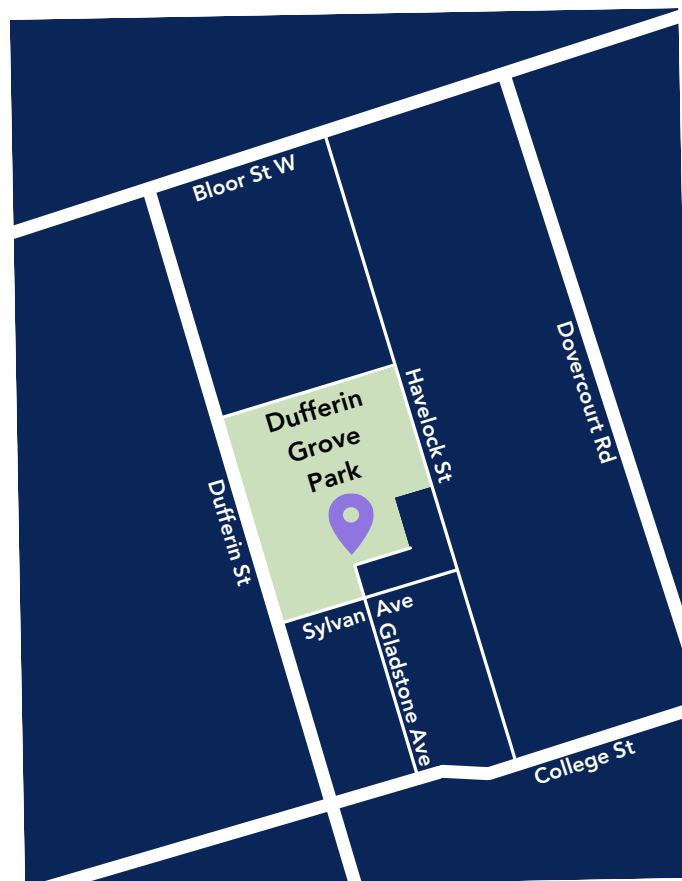 Bloor St W
Dufferin
Grove
Park
Havelock St
Dovercourt Rd
Dufferin St
Sylvan Ave
Gladstone Ave
College St